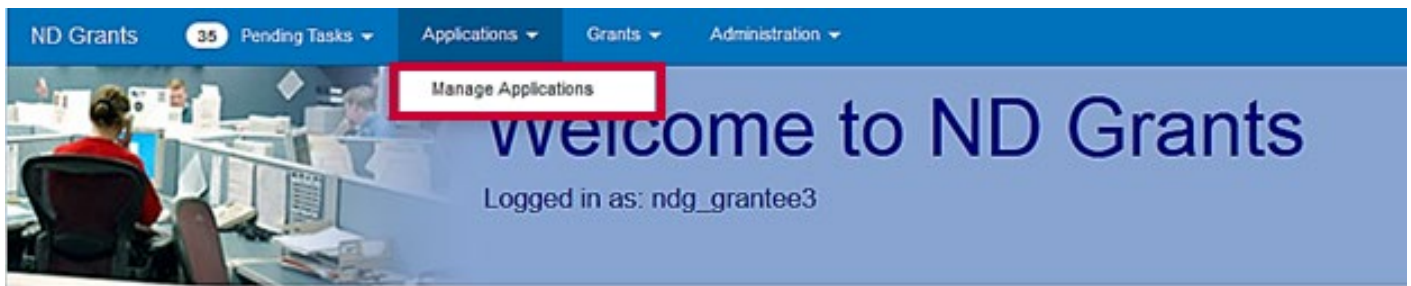 ND Grants 35 Pending Tasks Applications Grants Administration
Manage Applications
Welcome to ND Grants
Logged in as: ndg_grantee3